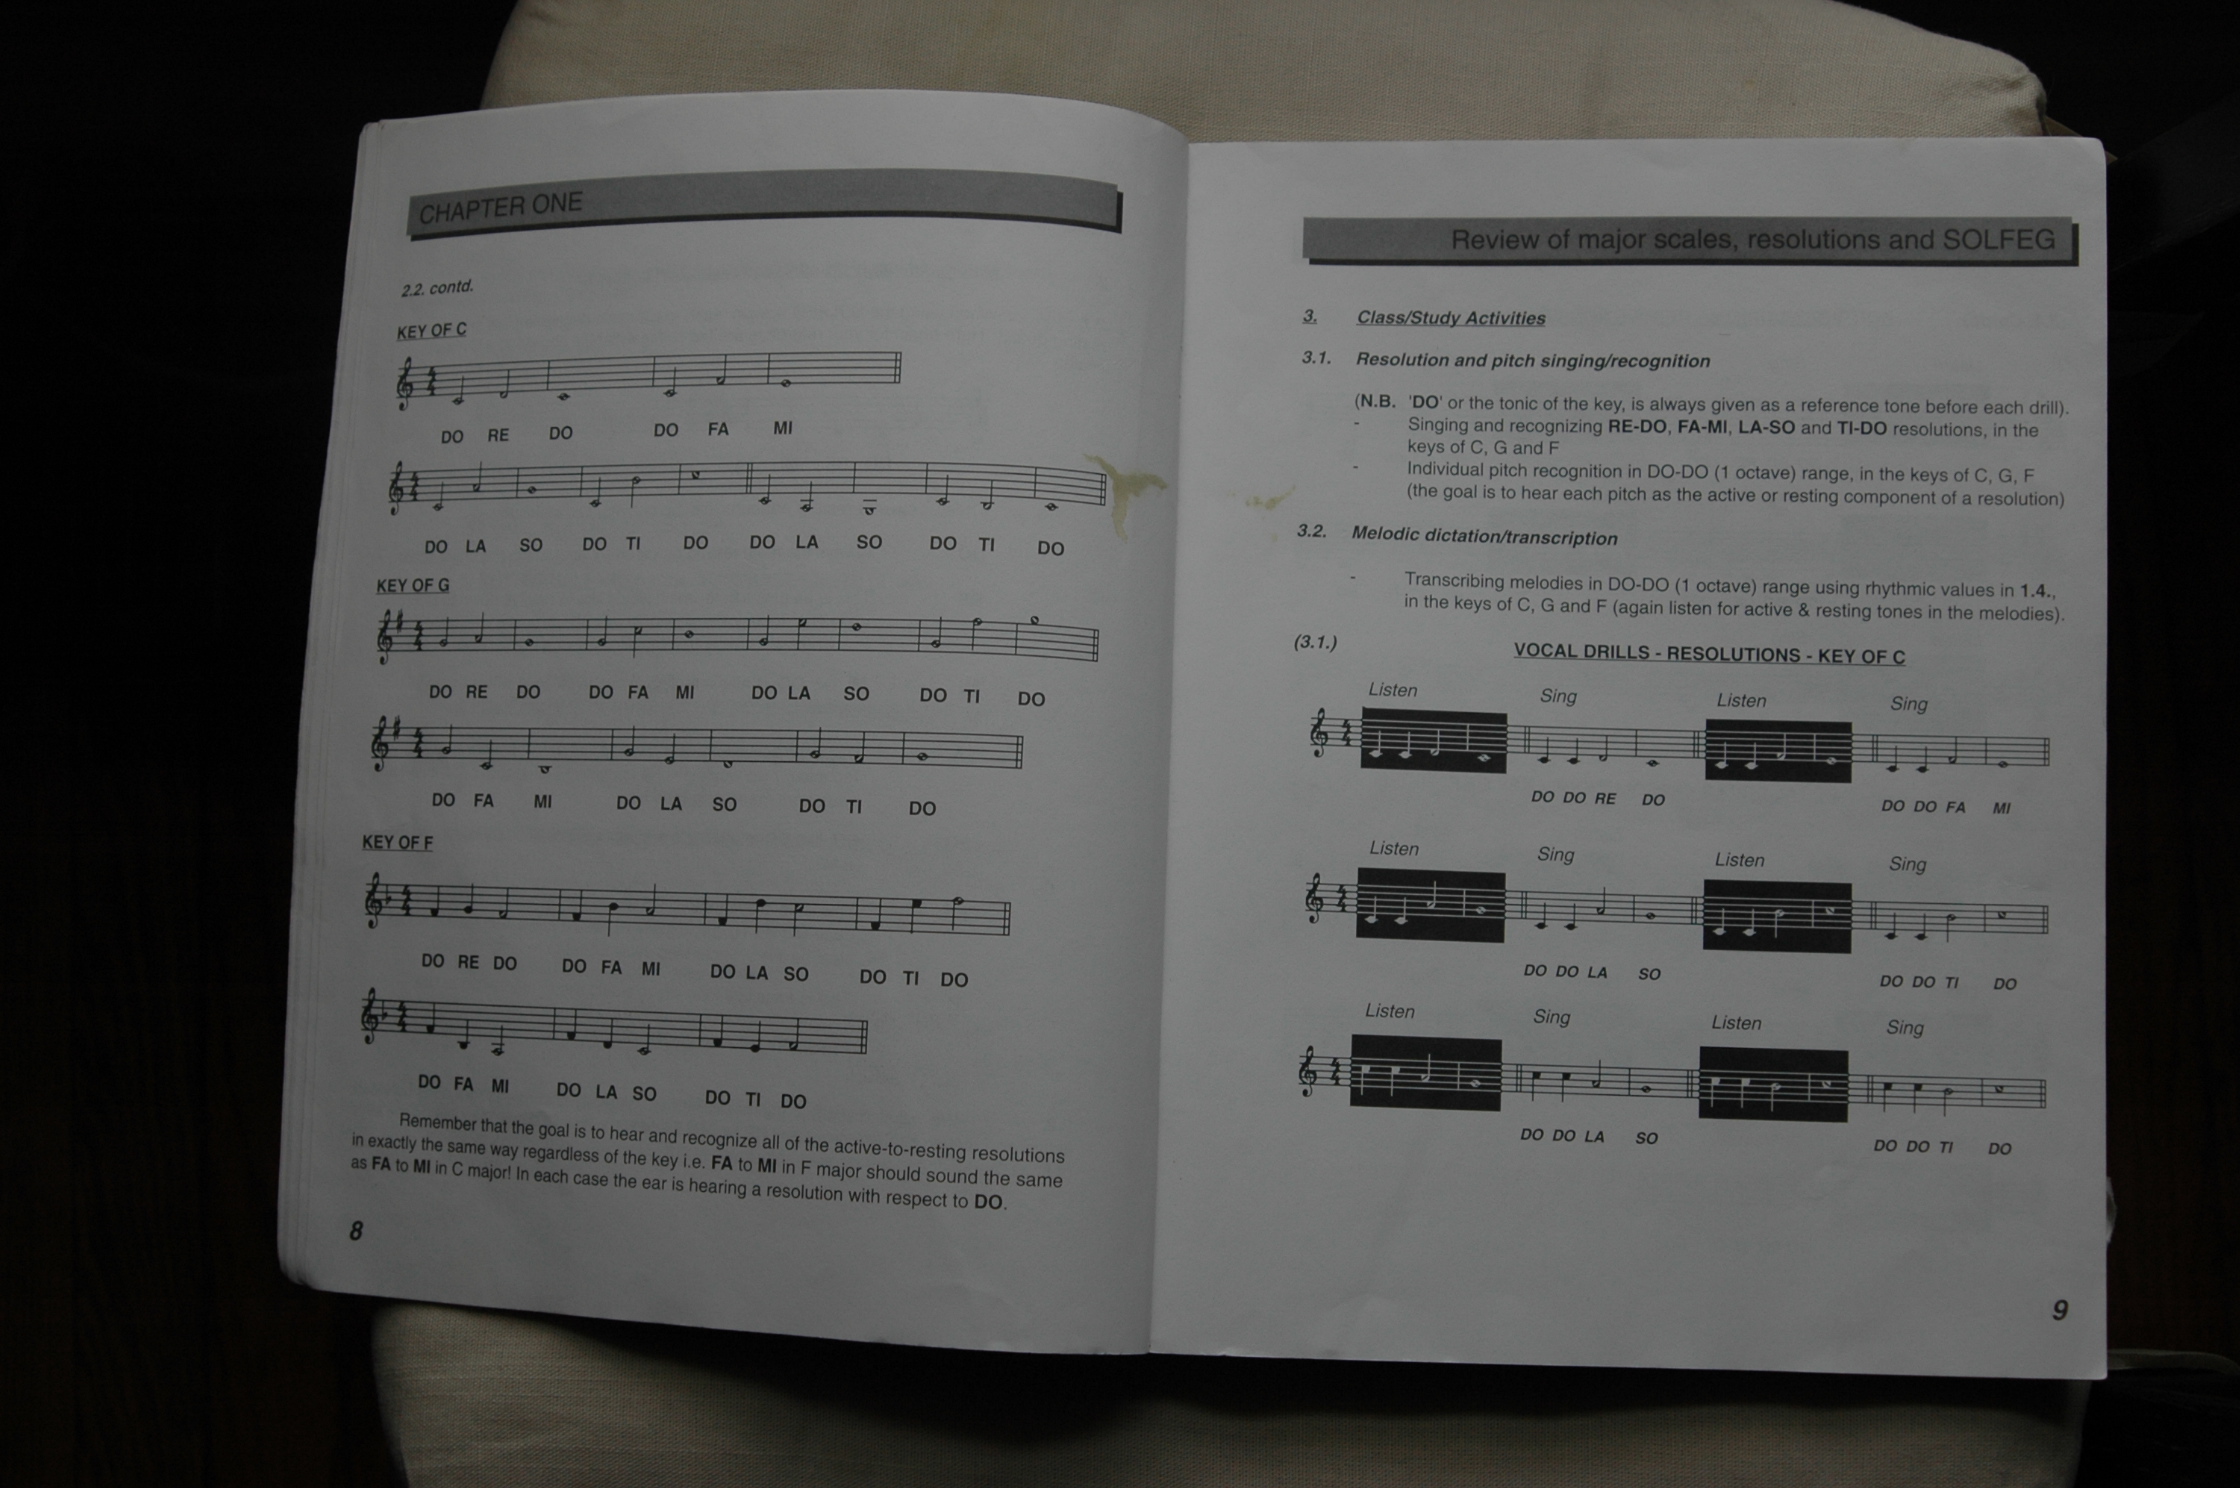 CHAPTER ONE
2.2. contd.
KEY OF C
DO RE DO DO FA MI
DO LA SO DO TI DO DO LA SO DO TI DO
KEY OF G
DO RE DO DO FA MI DO LA SO DO TI DO
DO FA MI DO LA SO DO TI DO
KEY OF F
DO RE DO DO FA MI DO LA SO DO TI DO
DO FA MI DO LA SO DO TI DO
Remember that the goal is to hear and recognize all of the active-to-resting resolutions
in exactly the same way regardless of the key i.e. FA to MI in F major should sound the same
as FA to MI in C major! In each case the ear is hearing a resolution with respect to DO.
8
Review of major scales, resolutions and SOLFEG
3. Class/Study Activities
3.1. Resolution and pitch singing/recognition
(N.B. 'DO' or the tonic of the key, is always given as a reference tone before each drill).
- Singing and recognizing RE-DO, FA-MI, LA-SO and TI-DO resolutions, in the
keys of C, G and F
- Individual pitch recognition in DO-DO (1 octave) range, in the keys of C, G, F
(the goal is to hear each pitch as the active or resting component of a resolution)
3.2. Melodic dictation/transcription
- Transcribing melodies in DO-DO (1 octave) range using rhythmic values in 1.4.,
in the keys of C, G and F (again listen for active & resting tones in the melodies).
(3.1.) VOCAL DRILLS - RESOLUTIONS - KEY OF C
Listen Sing Listen Sing
DO DO RE DO DO DO FA MI
Listen Sing Listen Sing
DO DO LA SO DO DO TI DO
Listen Sing Listen Sing
DO DO LA SO DO DO TI DO
9